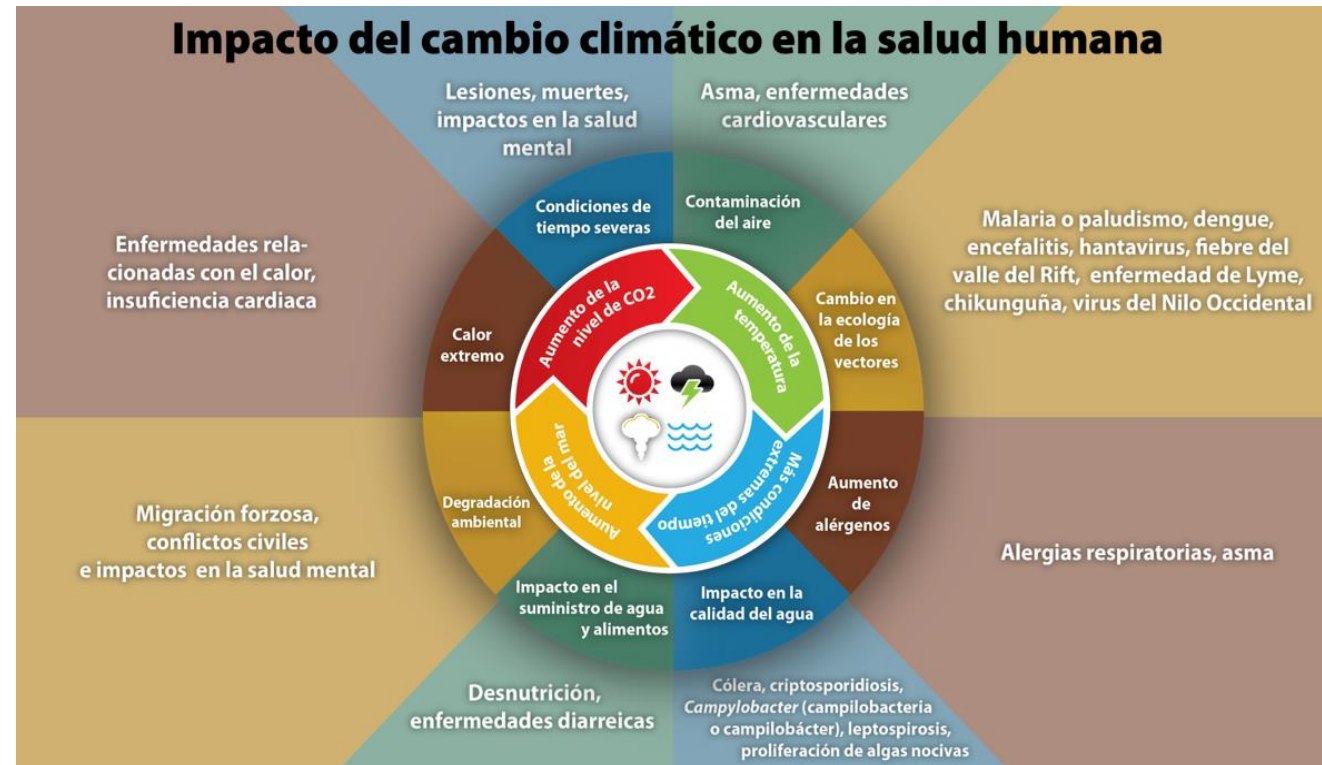 Impacto del cambio climático en la salud humana
Lesiones, muertes,
impactos en la salud
mental
Asma, enfermedades
cardiovasculares
Condiciones de
tiempo severas
Contaminación
del aire
Enfermedades rela-
cionadas con el calor,
insuficiencia cardiaca
Malaria o paludismo, dengue,
encefalitis, hantavirus, fiebre del
valle del Rift, enfermedad de Lyme,
chikunguña, virus del Nilo Occidental
Calor
extremo
Cambio en
la ecología
de los
vectores
Aumento de la
nivel de CO2
Aumento de la
temperatura
Aumento de la
nivel del mar
Más condiciones
extremas del tiempo
Degradación
ambiental
Aumento
de
alérgenos
Migración forzosa,
conflictos civiles
e impactos en la salud mental
Alergias respiratorias, asma
Impacto en el
suministro de agua
y alimentos
Impacto en la
calidad del agua
Desnutrición,
enfermedades diarreicas
Cólera, criptosporidiosis,
Campylobacter (campilobacteria
o campilobácter), leptospirosis,
proliferación de algas nocivas